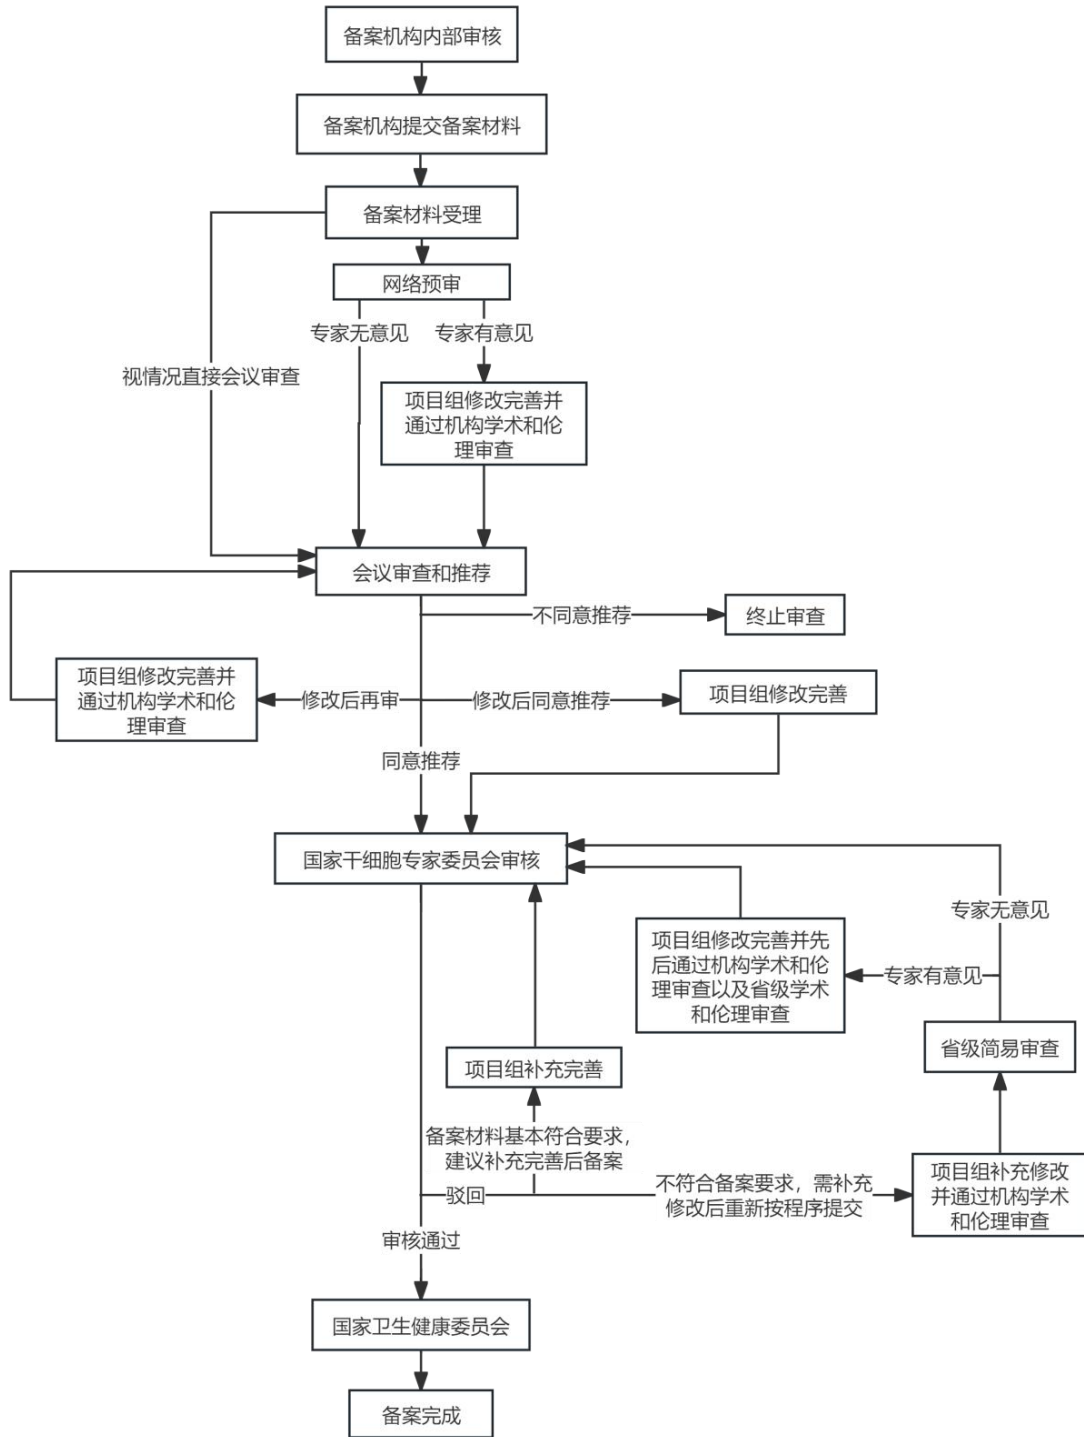 备案机构内部审核
备案机构提交备案材料
备案材料受理
网络预审
专家无意见
专家有意见
视情况直接会议审查
项目组修改完善并
通过机构学术和伦
理审查
会议审查和推荐
不同意推荐
终止审查
项目组修改完善并
通过机构学术和伦
理审查
修改后再审
修改后同意推荐
项目组修改完善
同意推荐
国家干细胞专家委员会审核
专家无意见
项目组修改完善并先
后通过机构学术和伦
理审查以及省级学术
和伦理审查
专家有意见
省级简易审查
项目组补充完善
备案材料基本符合要求，
建议补充完善后备案
驳回
不符合备案要求，需补充
修改后重新按程序提交
项目组补充修改
并通过机构学术
和伦理审查
审核通过
国家卫生健康委员会
备案完成